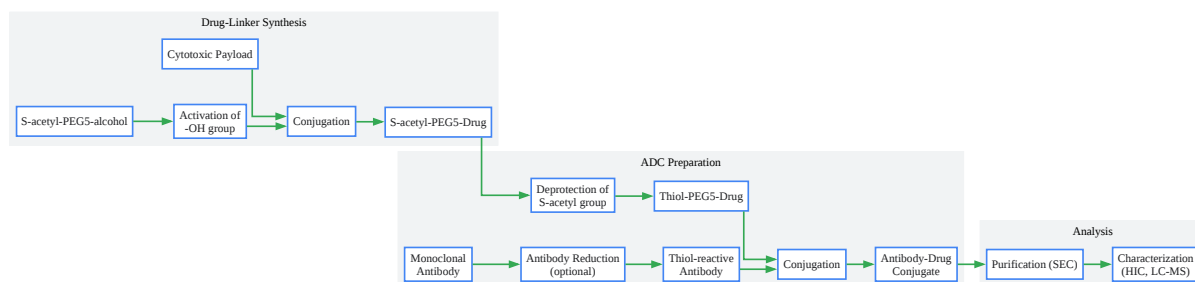 Drug-Linker Synthesis
Cytotoxic Payload
S-acetyl-PEG5-alcohol
Activation of
-OH group
Conjugation
S-acetyl-PEG5-Drug
ADC Preparation
Deprotection of
S-acetyl group
Thiol-PEG5-Drug
Monoclonal
Antibody
Antibody Reduction
(optional)
Thiol-reactive
Antibody
Conjugation
Antibody-Drug
Conjugate
Analysis
Purification (SEC)
Characterization
(HIC, LC-MS)